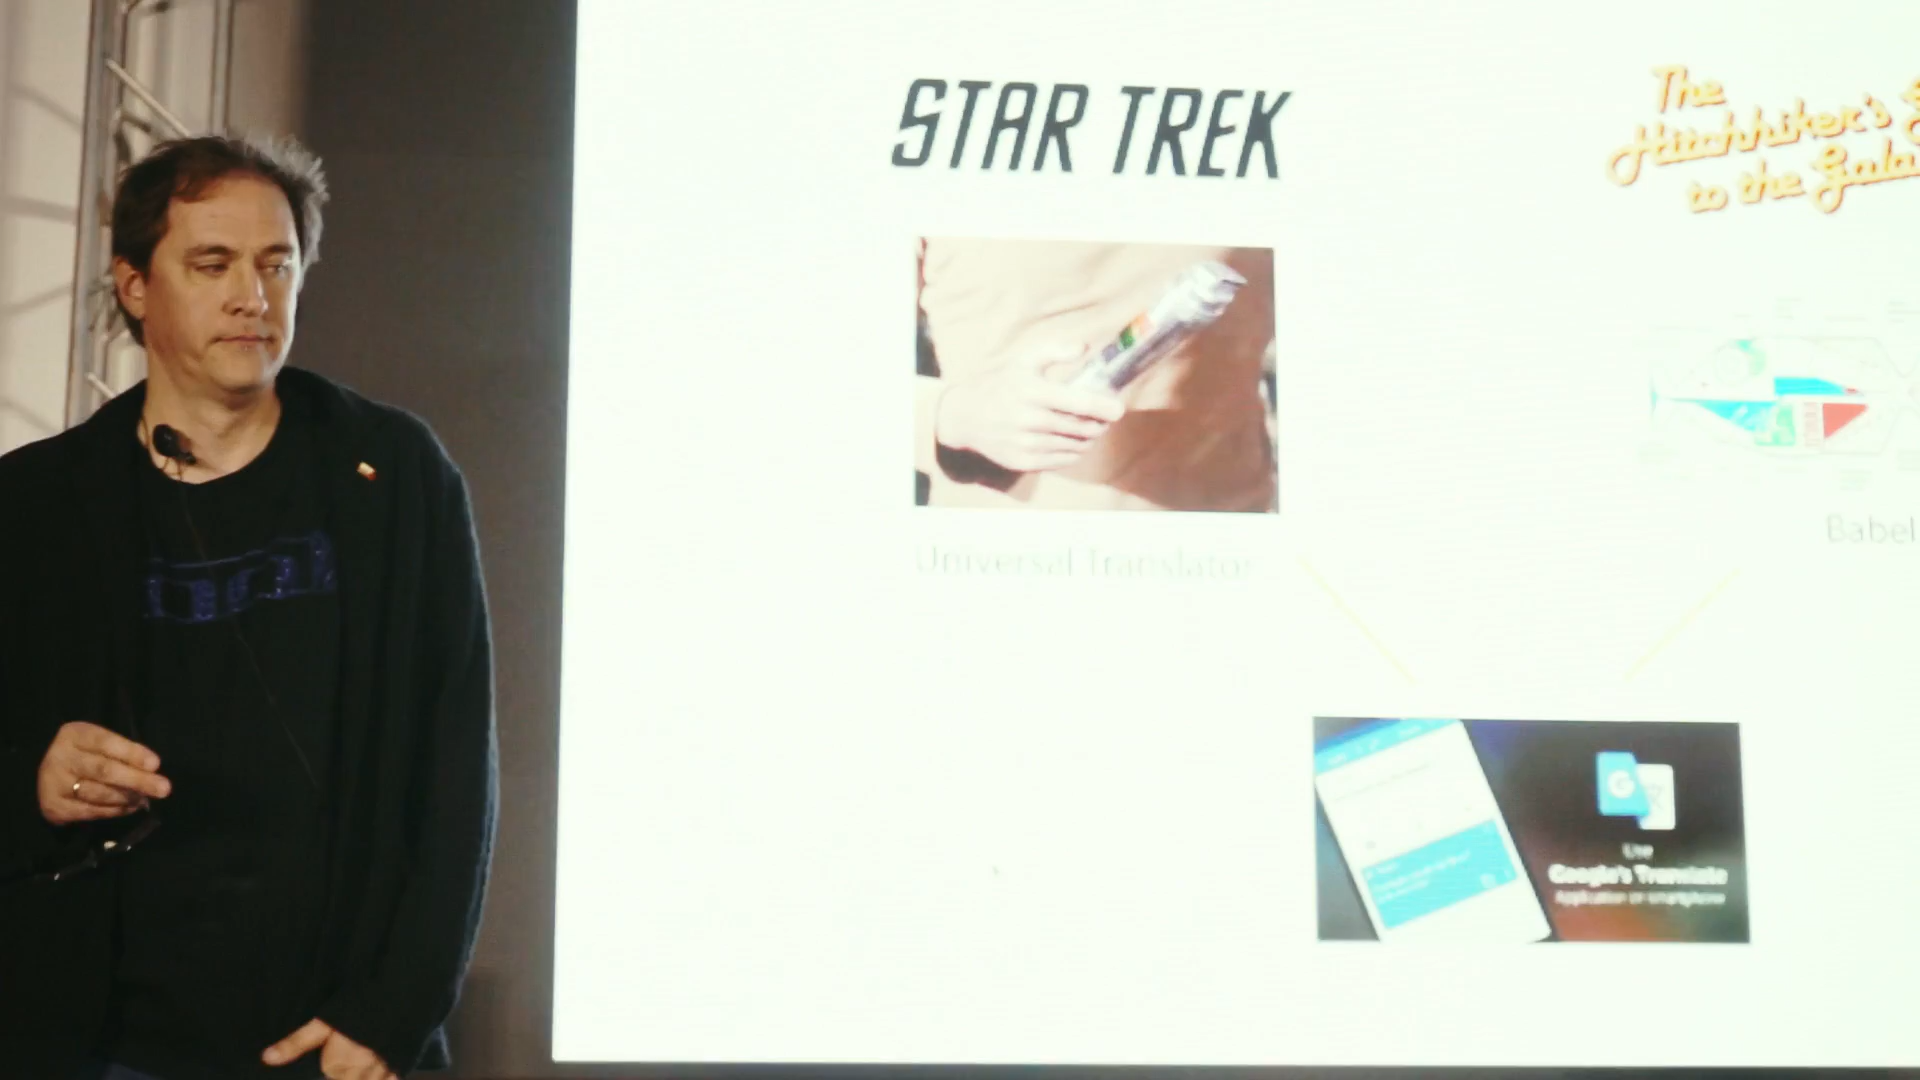 STAR TREK
The
Hitchhiker's
to the
Universal Translator
Babel
Use
Google's Translate
Application on smartphone